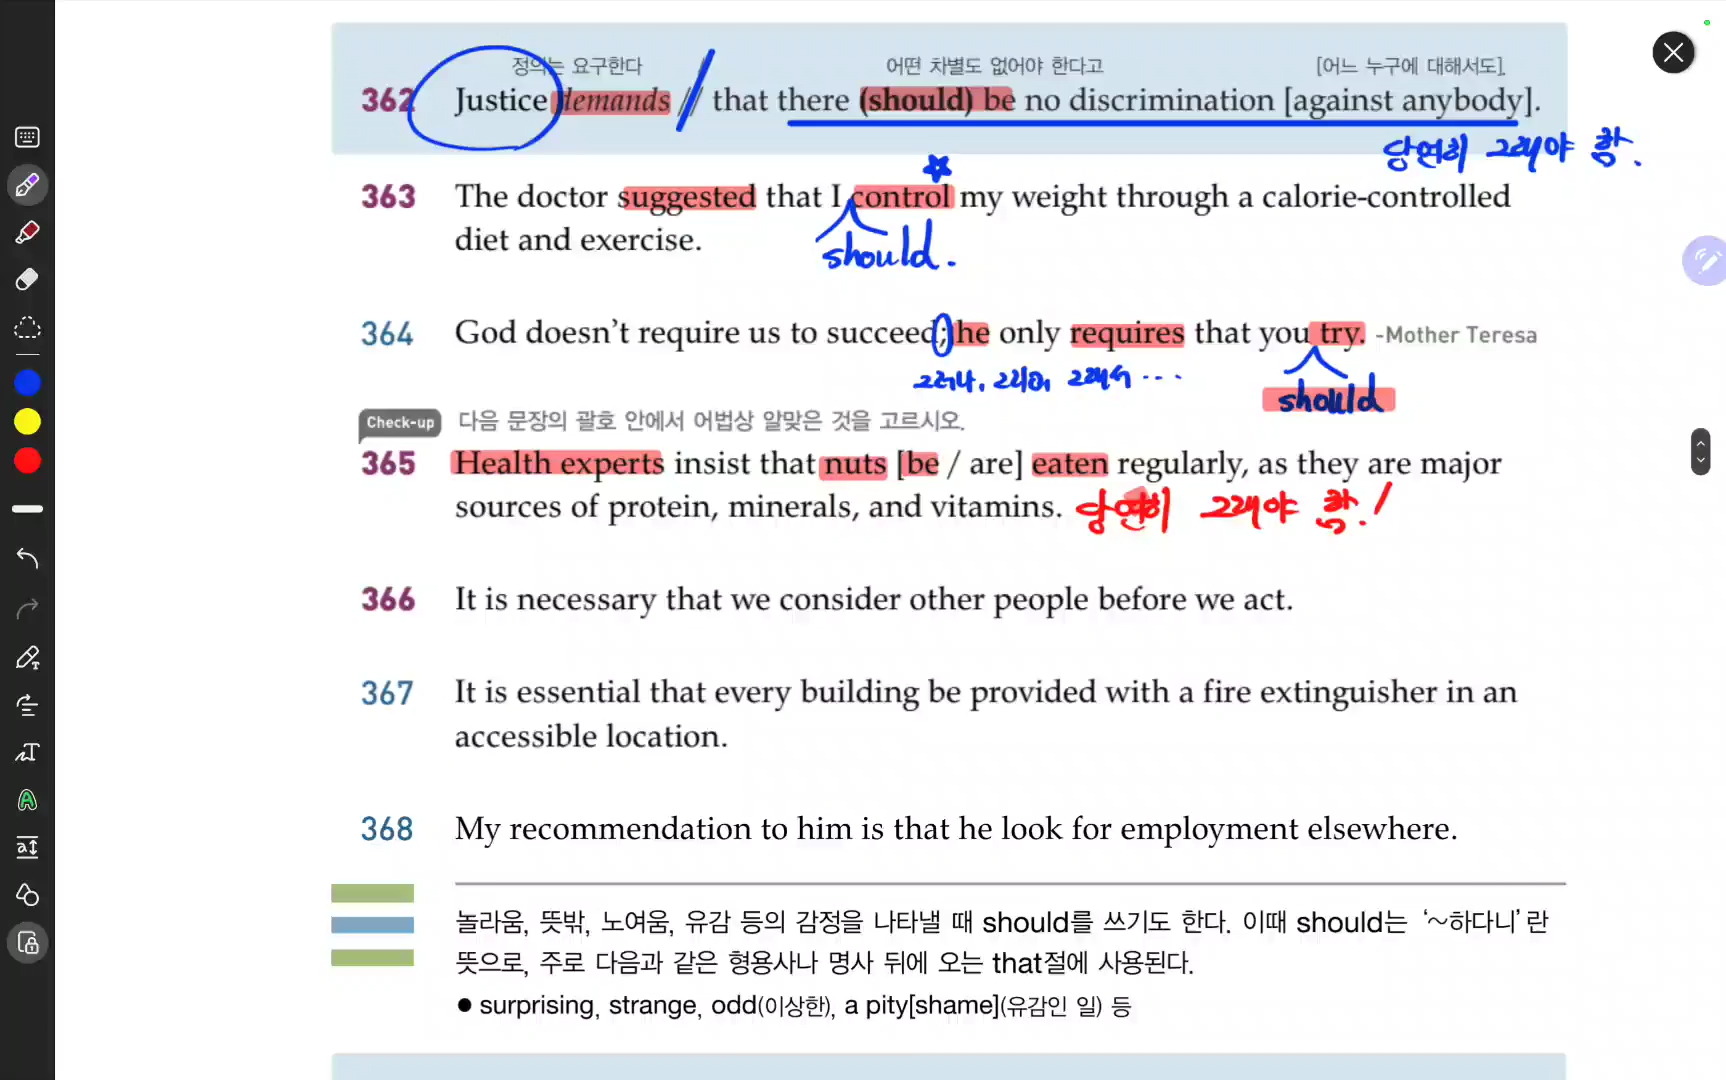 정의는 요구한다 어떤 차별도 없어야 한다고 [어느 누구에 대해서도].
362 Justice demands // that there (should) be no discrimination [against anybody].
당연히 그래야 함.
363 The doctor suggested that I control my weight through a calorie-controlled
diet and exercise.
should.
364 God doesn't require us to succeed; he only requires that you try. -Mother Teresa
그러나, 그리고, 그래서 ...
should
Check-up 다음 문장의 괄호 안에서 어법상 알맞은 것을 고르시오.
365 Health experts insist that nuts [be / are] eaten regularly, as they are major
sources of protein, minerals, and vitamins.
당연히 그래야 함!
366 It is necessary that we consider other people before we act.
367 It is essential that every building be provided with a fire extinguisher in an
accessible location.
368 My recommendation to him is that he look for employment elsewhere.
놀라움, 뜻밖, 노여움, 유감 등의 감정을 나타낼 때 should를 쓰기도 한다. 이때 should는 '~하다니'란
뜻으로, 주로 다음과 같은 형용사나 명사 뒤에 오는 that절에 사용된다.
● surprising, strange, odd(이상한), a pity[shame](유감인 일) 등